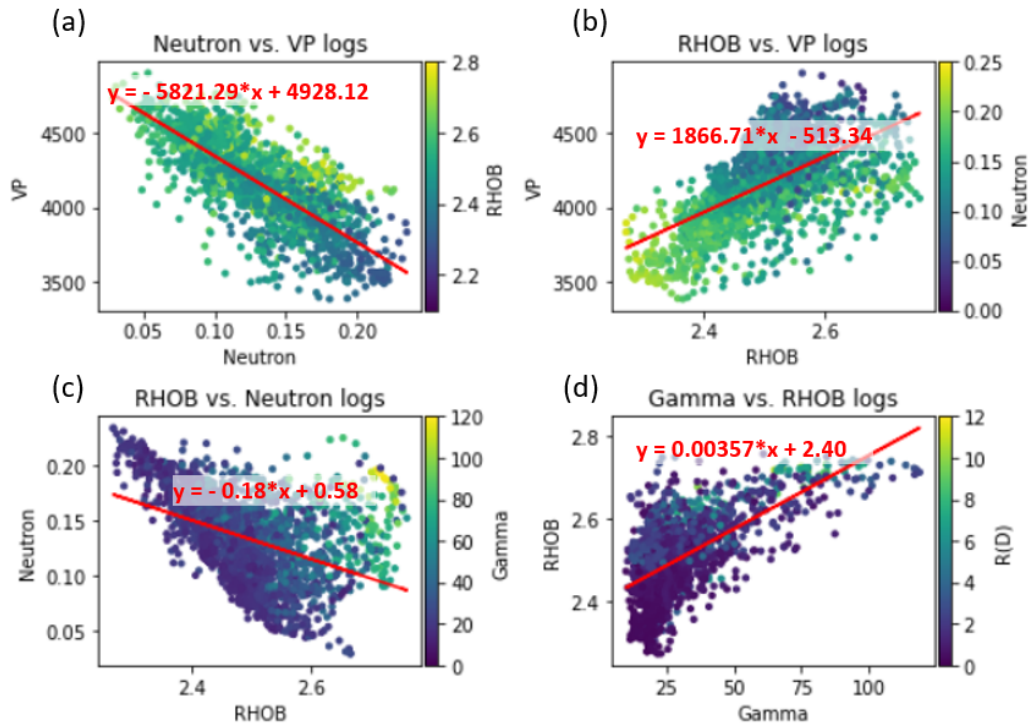 (a)
Neutron vs. VP logs
y = - 5821.29*x + 4928.12
4500
4000
3500
VP
0.05 0.10 0.15 0.20
Neutron
2.8
2.6
2.4
2.2
RHOB
(b)
RHOB vs. VP logs
y = 1866.71*x - 513.34
4500
4000
3500
VP
2.4 2.6
RHOB
0.25
0.20
0.15
0.10
0.05
0.00
Neutron
(c)
RHOB vs. Neutron logs
y = - 0.18*x + 0.58
0.20
0.15
0.10
0.05
Neutron
2.4 2.6
RHOB
120
100
80
60
40
20
0
Gamma
(d)
Gamma vs. RHOB logs
y = 0.00357*x + 2.40
2.8
2.6
2.4
RHOB
25 50 75 100
Gamma
12
10
8
6
4
2
0
R(D)